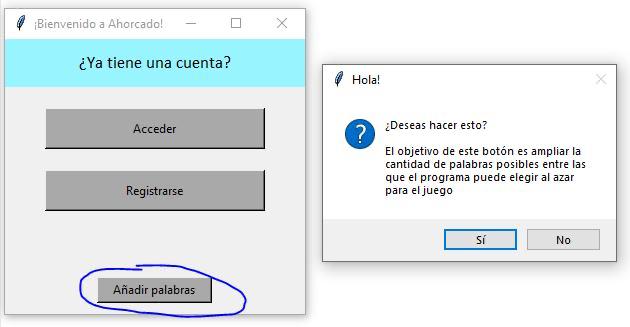 ¡Bienvenido a Ahorcado!
¿Ya tiene una cuenta?
Acceder
Registrarse
Añadir palabras
Hola!
¿Deseas hacer esto?
El objetivo de este botón es ampliar la
cantidad de palabras posibles entre las
que el programa puede elegir al azar
para el juego
Sí
No